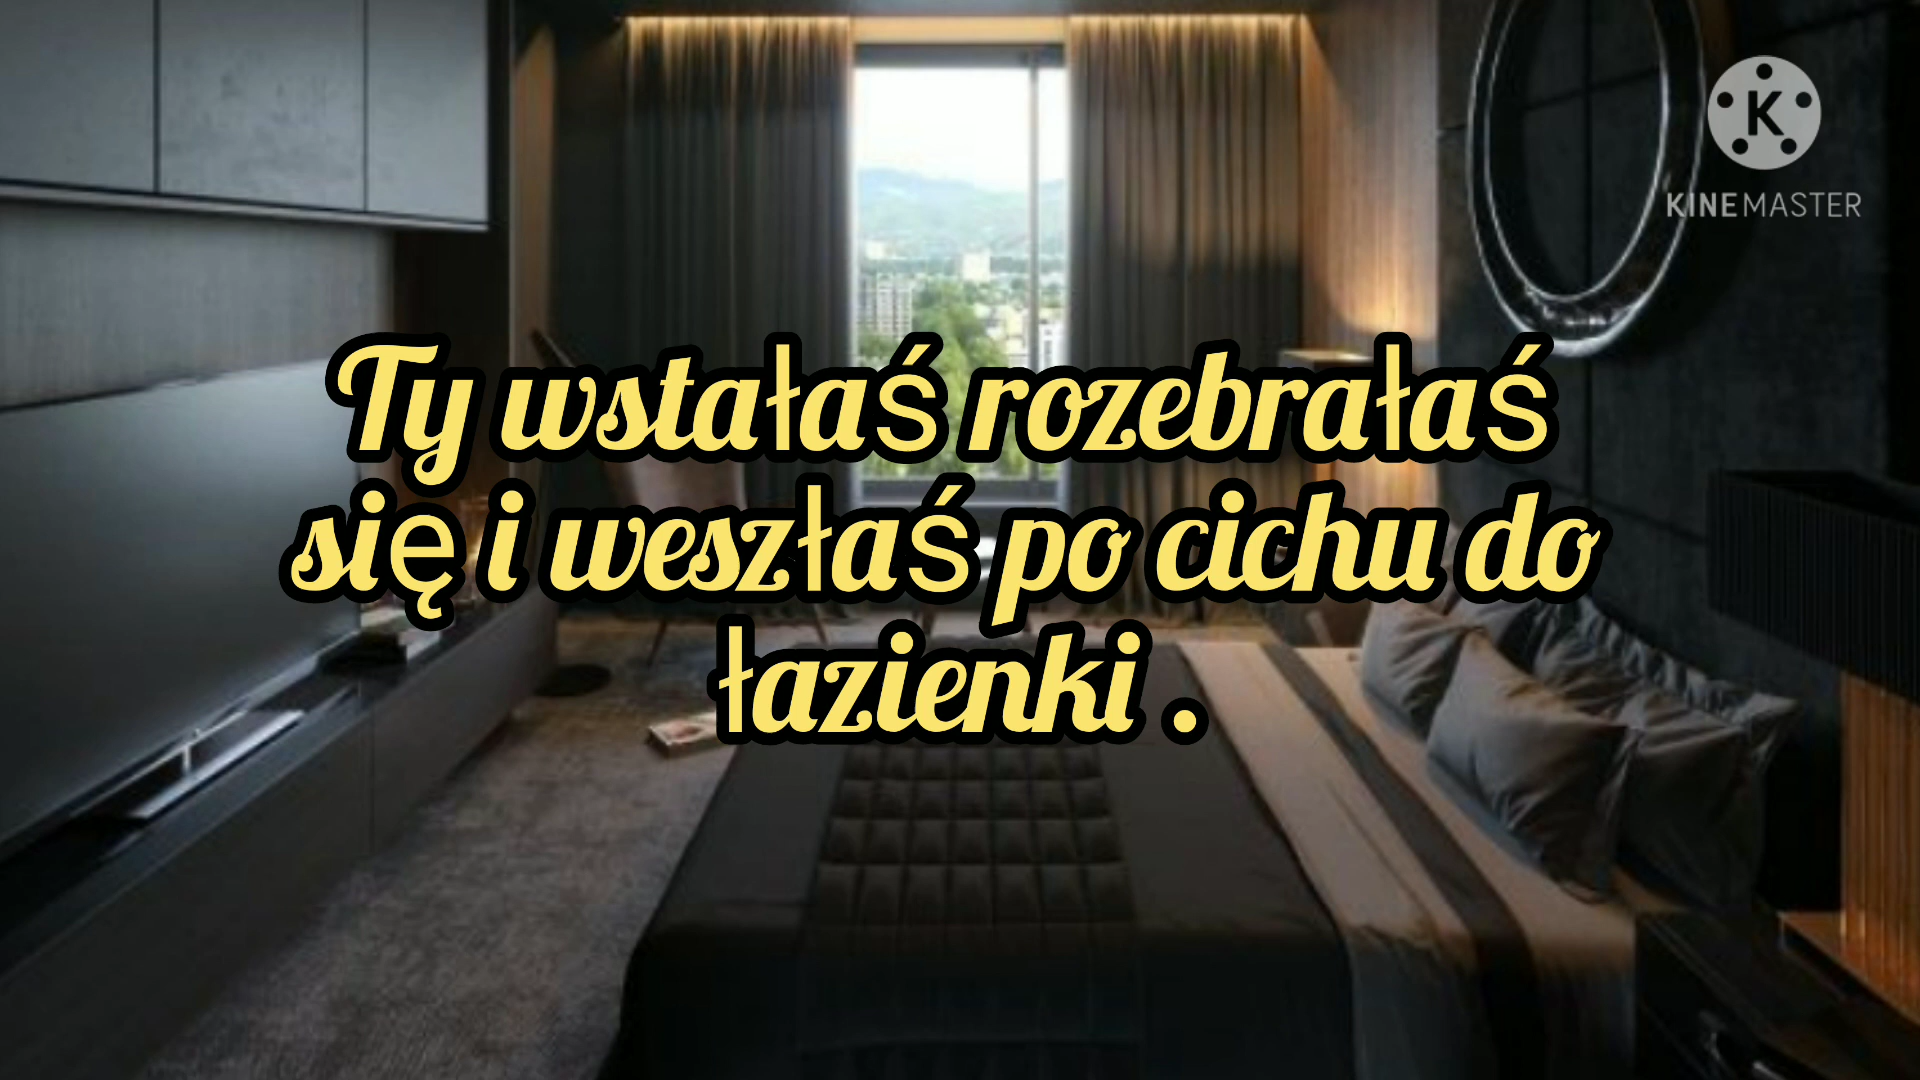 K
KINEMASTER
Ty wstałaś rozebrałaś
się i weszłaś po cichu do
łazienki .